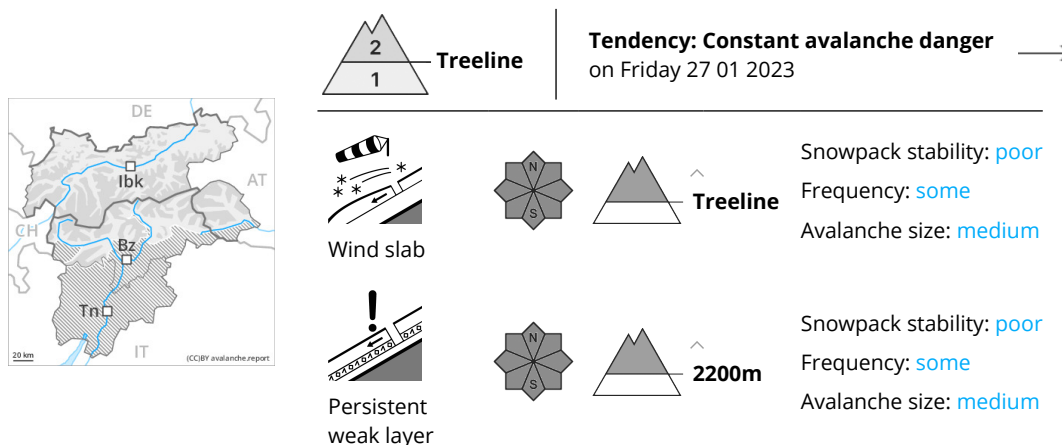 2
1
Treeline
Tendency: Constant avalanche danger
on Friday 27 01 2023
DE
AT
CH
IT
Ibk
Bz
Tn
20 km
(CC)BY avalanche.report
Wind slab
N
S
Treeline
Snowpack stability: poor
Frequency: some
Avalanche size: medium
Persistent
weak layer
N
S
2200m
Snowpack stability: poor
Frequency: some
Avalanche size: medium